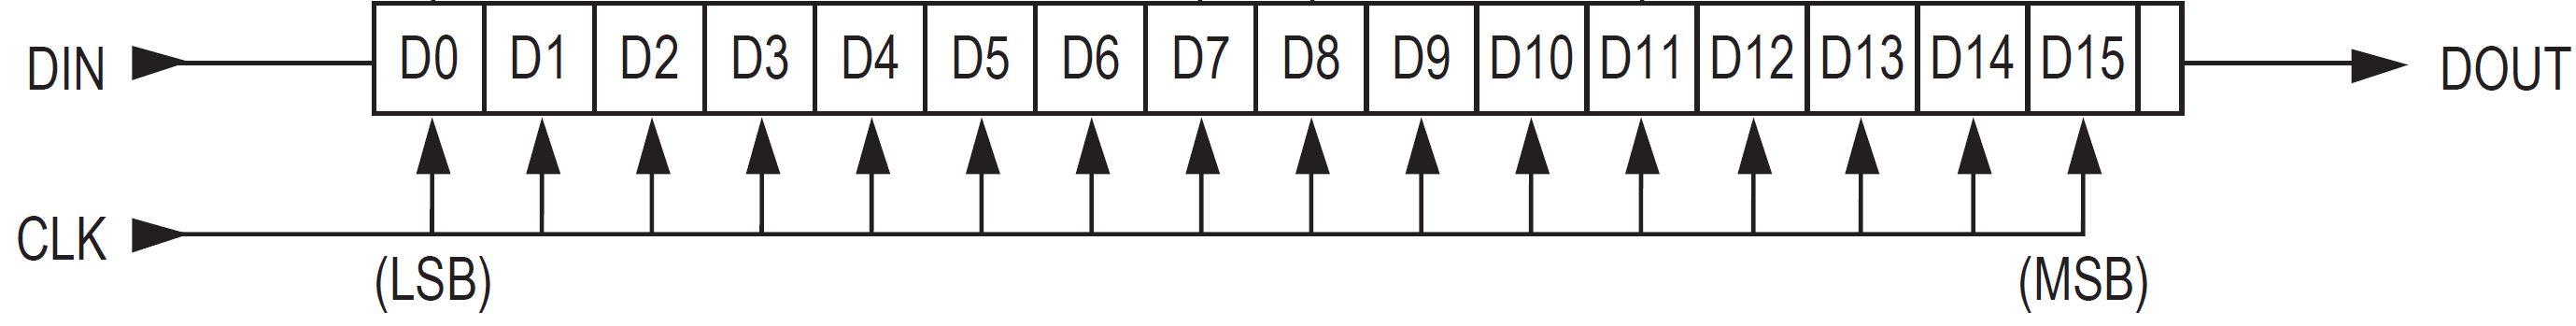 DIN D0 D1 D2 D3 D4 D5 D6 D7 D8 D9 D10 D11 D12 D13 D14 D15 DOUT
CLK
(LSB) (MSB)